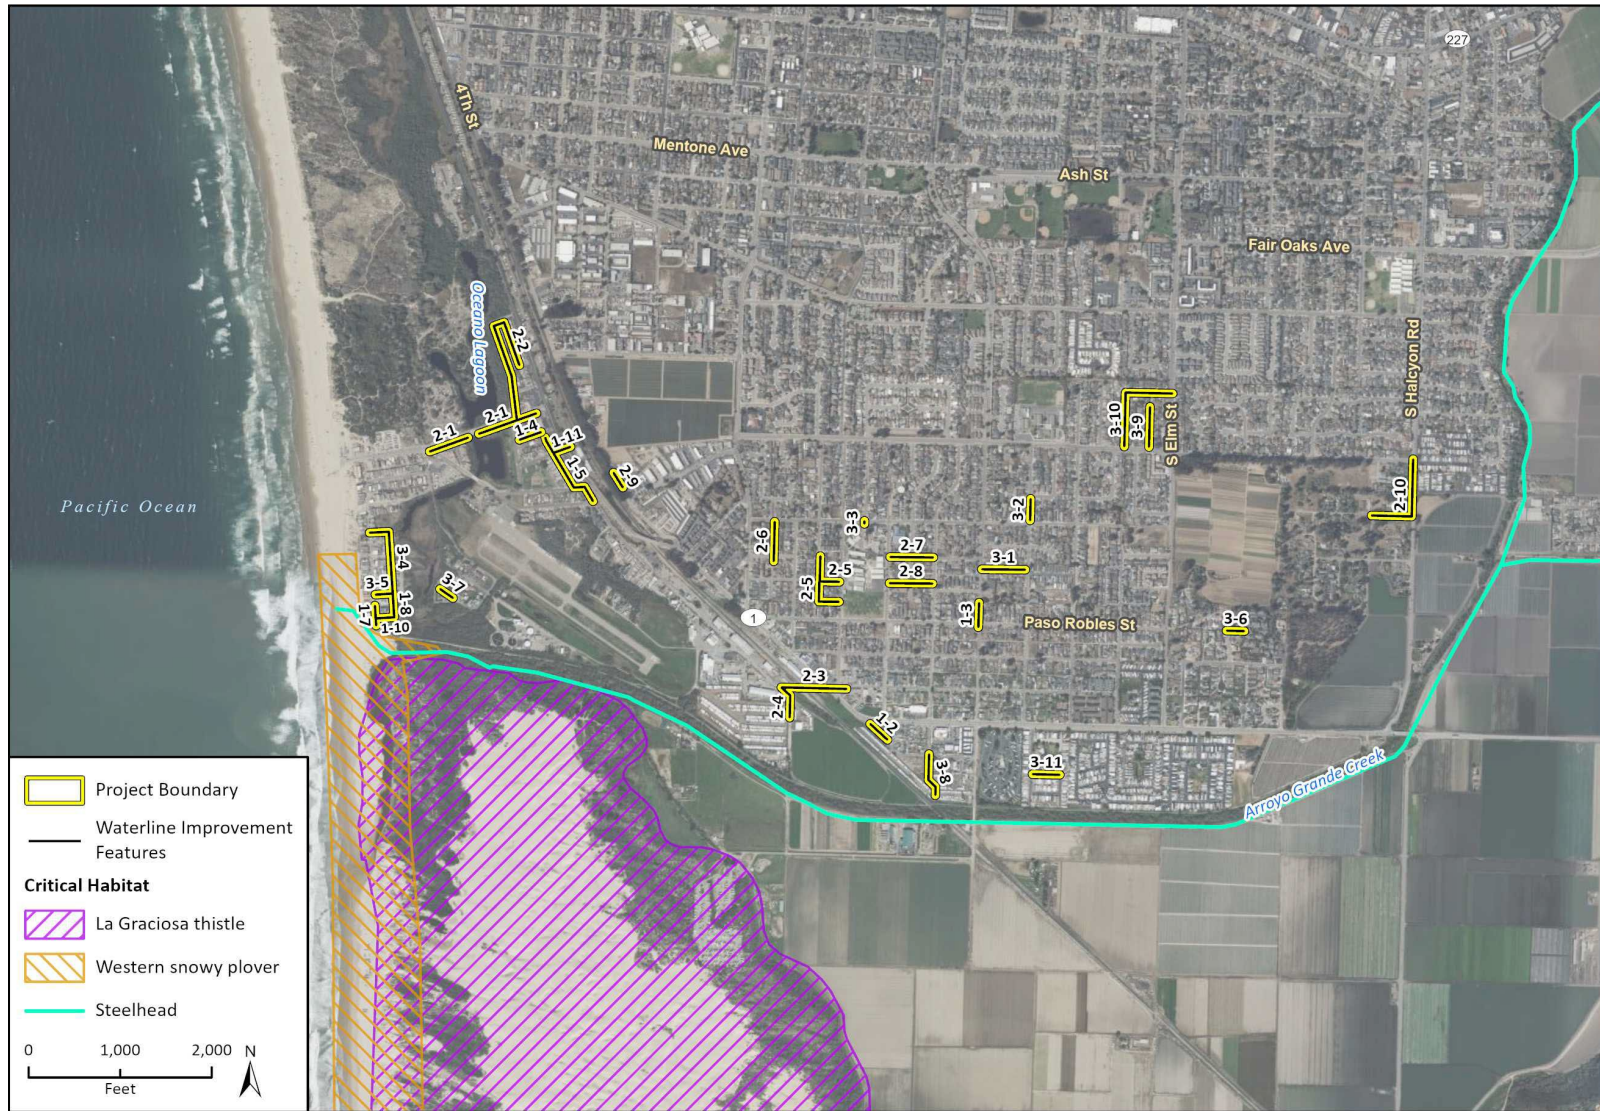 227
4Th St
Mentone Ave
Ash St
Fair Oaks Ave
Oceano Lagoon
S Halcyon Rd
2-2
2-1
2-1
1-4
1-11
1-5
2-9
3-10
3-9
S Elm St
2-10
Pacific Ocean
3-2
3-3
2-6
2-7
3-4
2-5
3-1
2-8
3-5
3-7
2-5
1-8
1-7
1-10
1
1-3
Paso Robles St
3-6
2-3
2-4
1-2
3-8
3-11
Arroyo Grande Creek
Project Boundary
Waterline Improvement
Features
Critical Habitat
La Graciosa thistle
Western snowy plover
Steelhead
0 1,000 2,000 N
Feet